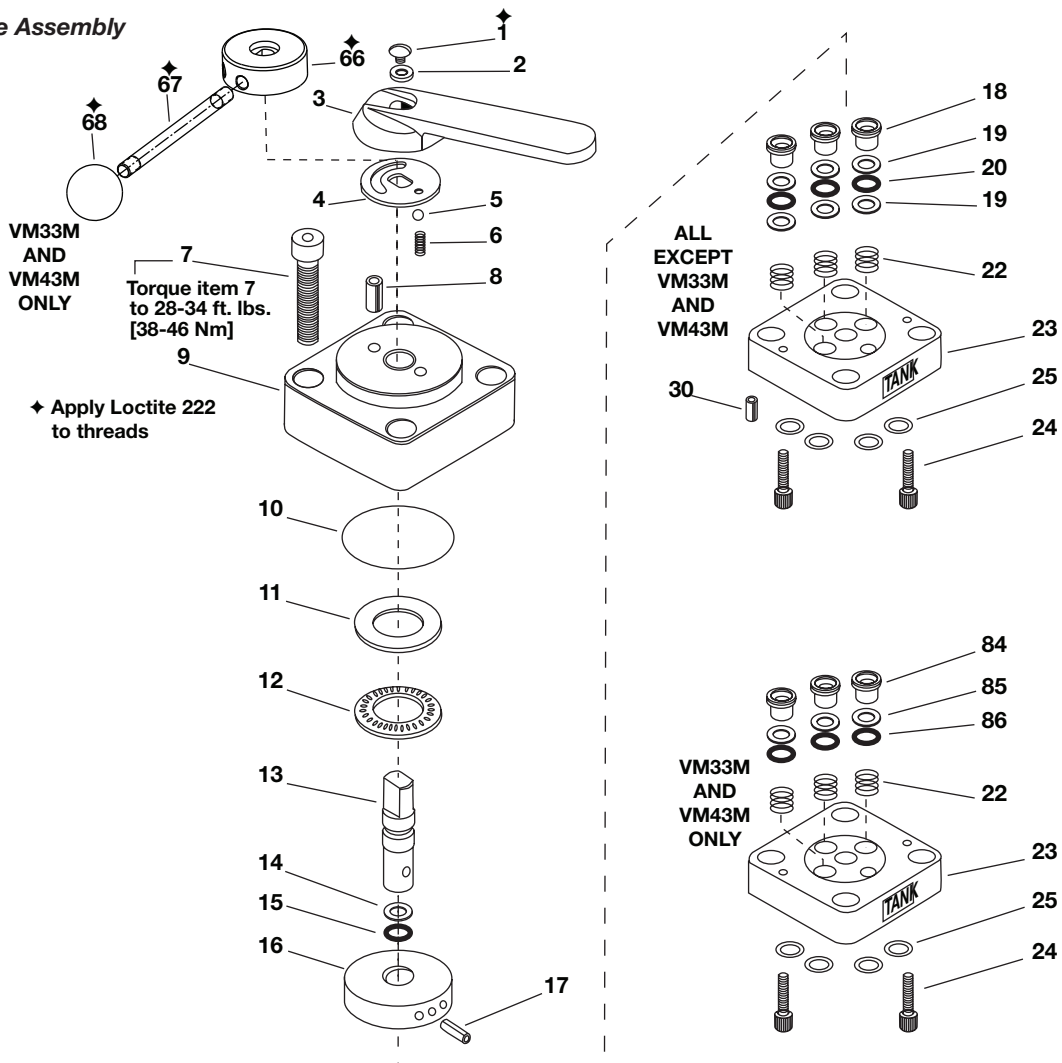 e Assembly
✦
1
2
✦
66
✦
67
✦
68
3
4
5
6
VM33M
AND
VM43M
ONLY
7
Torque item 7
to 28-34 ft. lbs.
[38-46 Nm]
8
9
✦ Apply Loctite 222
to threads
10
11
12
13
14
15
16
17
18
19
20
19
ALL
EXCEPT
VM33M
AND
VM43M
22
23
TANK
25
30
24
84
85
86
VM33M
AND
VM43M
ONLY
22
23
TANK
25
24